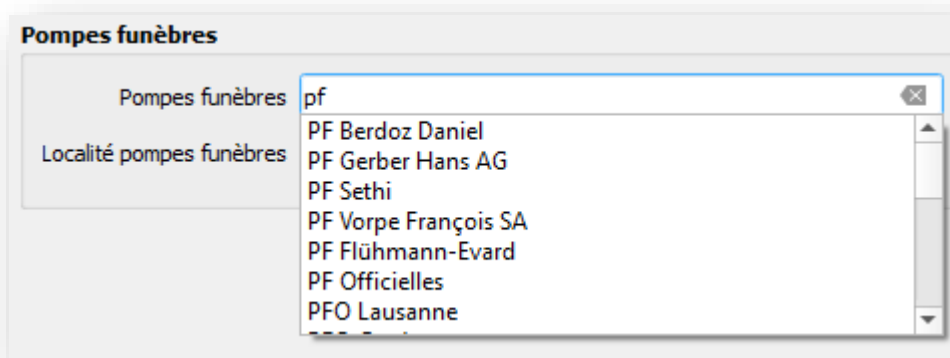 Pompes funèbres
Pompes funèbres pf
PF Berdoz Daniel
Localité pompes funèbres
PF Gerber Hans AG
PF Sethi
PF Vorpe François SA
PF Flühmann-Evard
PF Officielles
PFO Lausanne